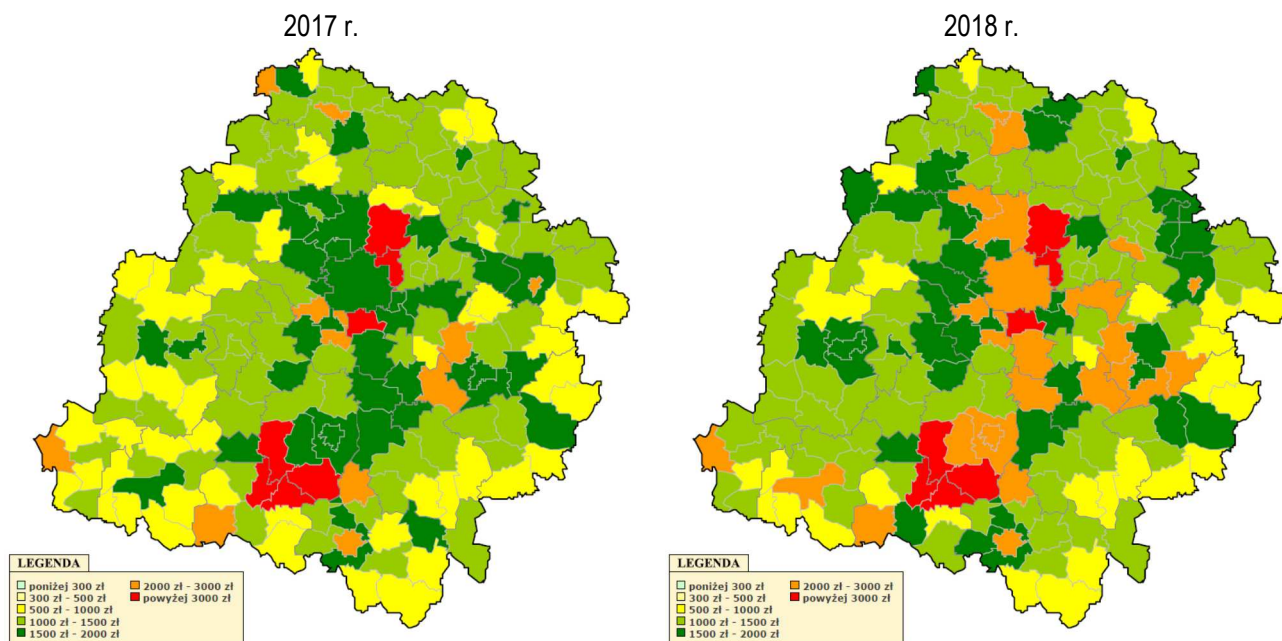 2017 r.
2018 r.
LEGENDA
poniżej 300 zł
300 zł - 500 zł
500 zł - 1000 zł
1000 zł - 1500 zł
1500 zł - 2000 zł
2000 zł - 3000 zł
powyżej 3000 zł
LEGENDA
poniżej 300 zł
300 zł - 500 zł
500 zł - 1000 zł
1000 zł - 1500 zł
1500 zł - 2000 zł
2000 zł - 3000 zł
powyżej 3000 zł